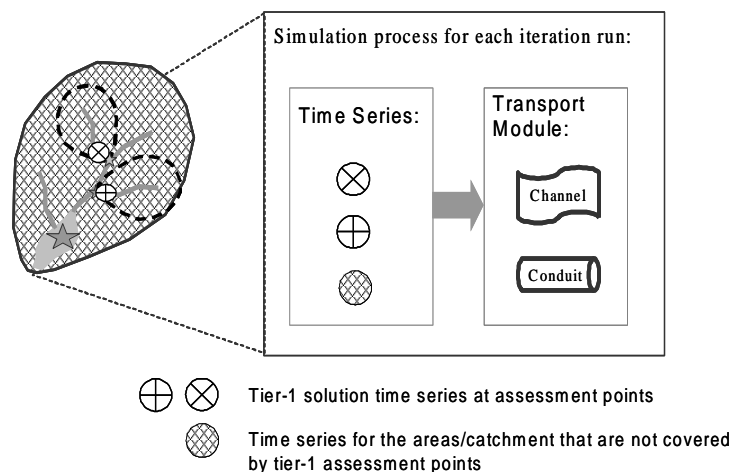 Simulation process for each iteration run:
Time Series:
Transport
Module:
Channel
Conduit
Tier-1 solution time series at assessment points
Time series for the areas/catchment that are not covered
by tier-1 assessment points